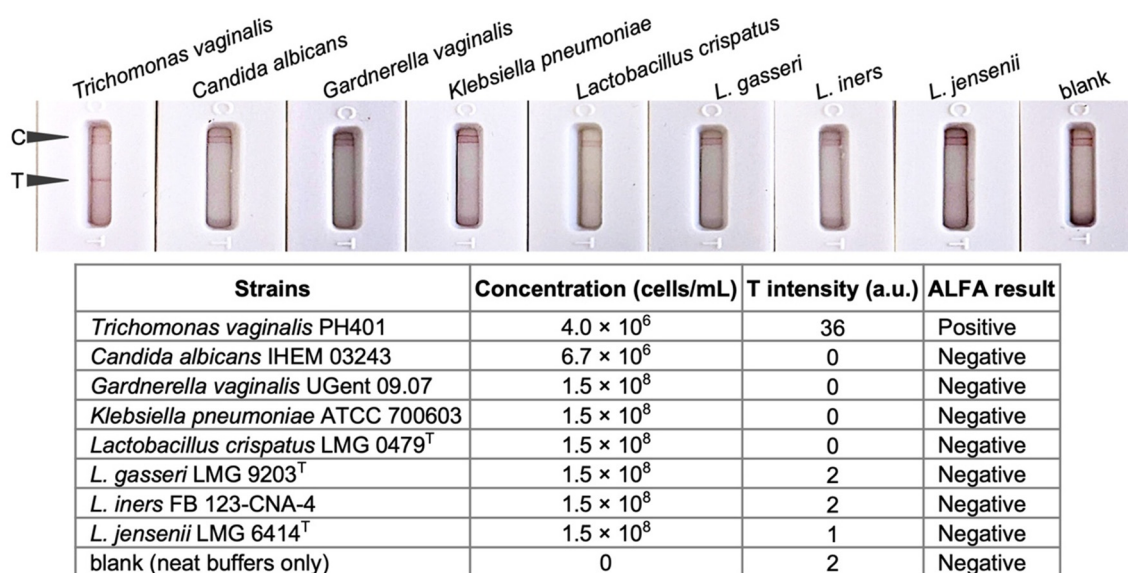 Trichomonas vaginalis
Candida albicans
Gardnerella vaginalis
Klebsiella pneumoniae
Lactobacillus crispatus
L. gasseri
L. iners
L. jensenii
blank
C C C C C C C C C
C
T
T T T T T T T T T
Strains Concentration (cells/mL) T intensity (a.u.) ALFA result
Trichomonas vaginalis PH401 4.0 × 10⁶ 36 Positive
Candida albicans IHEM 03243 6.7 × 10⁶ 0 Negative
Gardnerella vaginalis UGent 09.07 1.5 × 10⁸ 0 Negative
Klebsiella pneumoniae ATCC 700603 1.5 × 10⁸ 0 Negative
Lactobacillus crispatus LMG 0479ᵀ 1.5 × 10⁸ 0 Negative
L. gasseri LMG 9203ᵀ 1.5 × 10⁸ 2 Negative
L. iners FB 123-CNA-4 1.5 × 10⁸ 2 Negative
L. jensenii LMG 6414ᵀ 1.5 × 10⁸ 1 Negative
blank (neat buffers only) 0 2 Negative